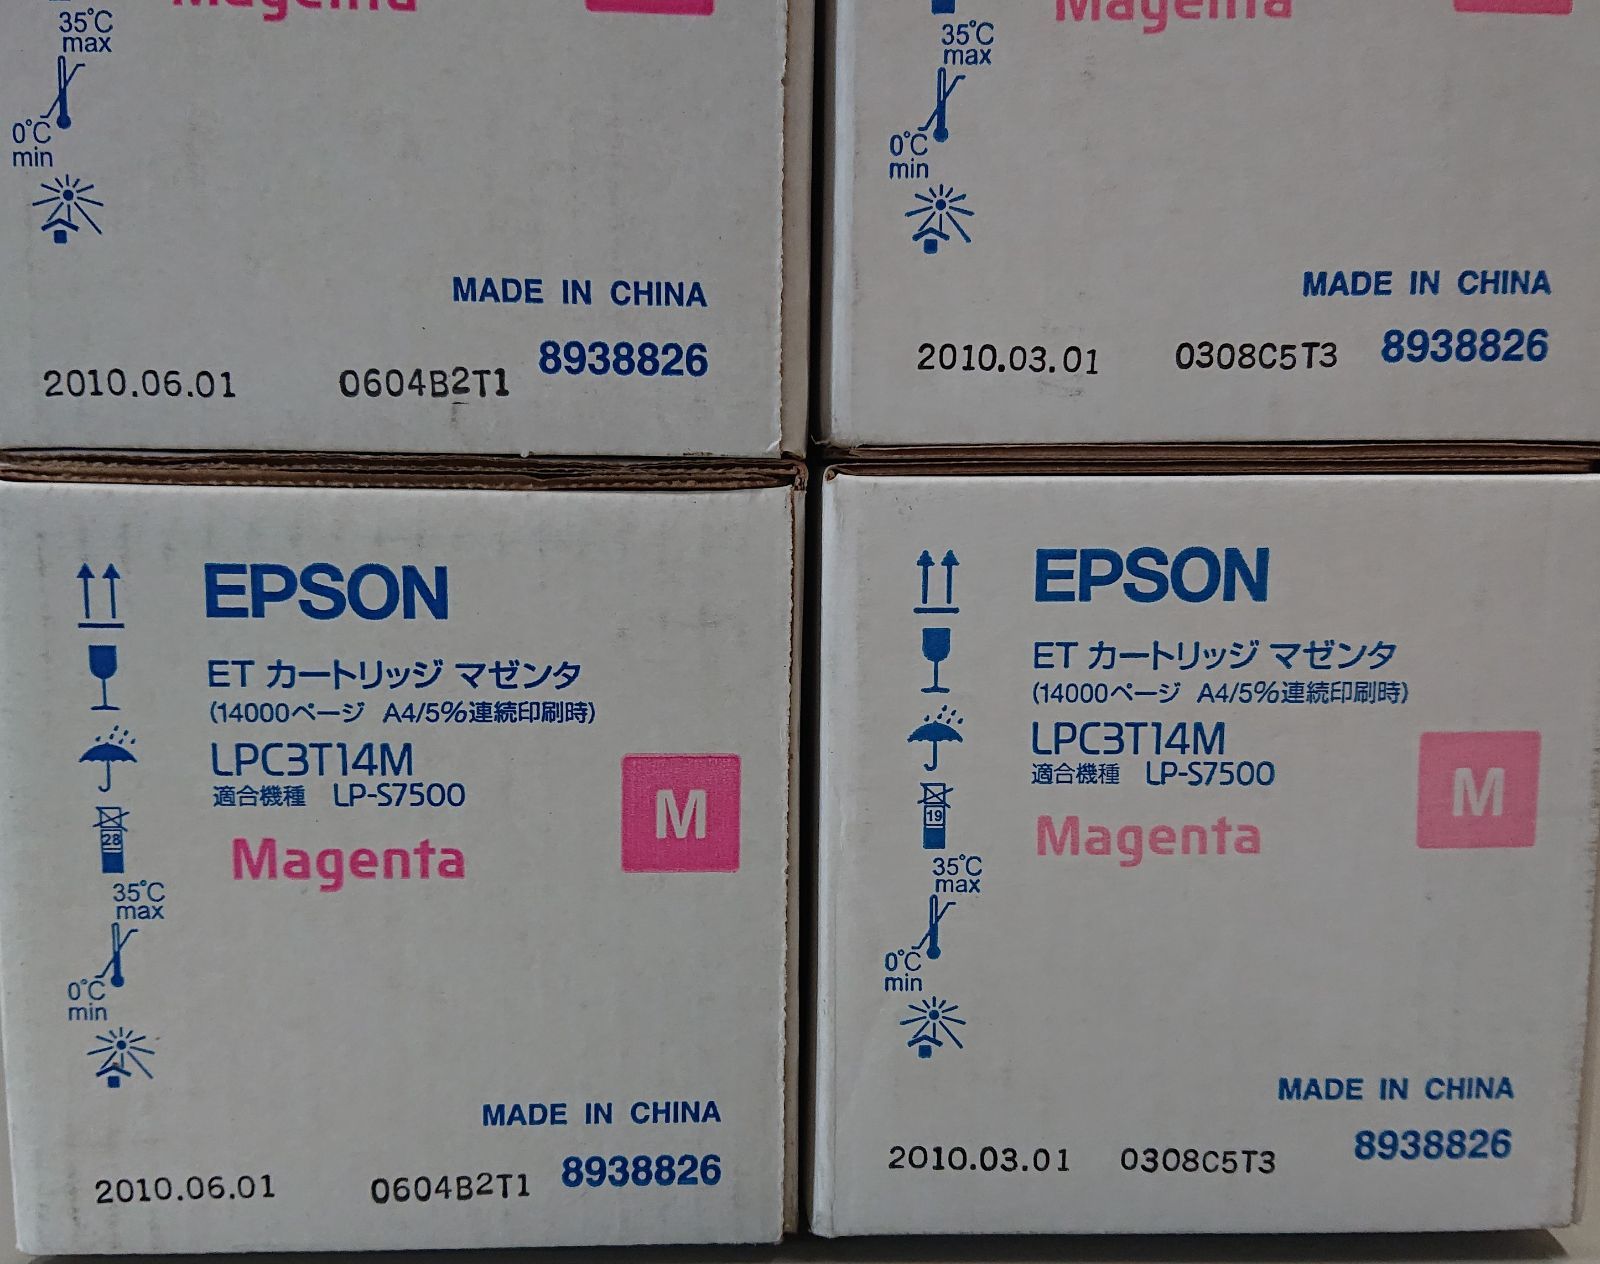 Magenta
35℃
max
0℃
min
MADE IN CHINA
2010.06.01 0604B2T1 8938826
Magenta
35℃
max
0℃
min
MADE IN CHINA
2010.03.01 0308C5T3 8938826
EPSON
ET カートリッジ マゼンタ
(14000ページ A4/5%連続印刷時)
LPC3T14M
適合機種 LP-S7500
M
28
Magenta
35℃
max
0℃
min
MADE IN CHINA
2010.06.01 0604B2T1 8938826
EPSON
ET カートリッジ マゼンタ
(14000ページ A4/5%連続印刷時)
LPC3T14M
適合機種 LP-S7500
M
19
Magenta
35℃
max
0℃
min
MADE IN CHINA
2010.03.01 0308C5T3 8938826